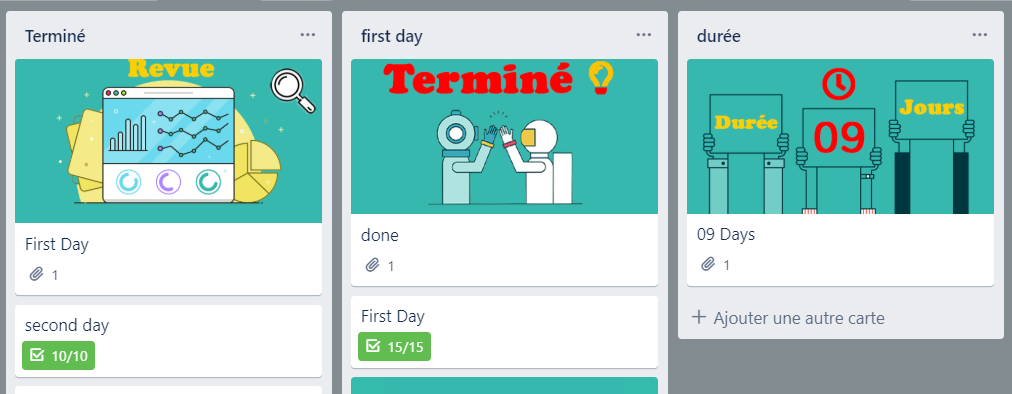 Terminé
Revue
First Day
1
second day
10/10
first day
Terminé
done
1
First Day
15/15
durée
Durée
09
Jours
09 Days
1
+ Ajouter une autre carte